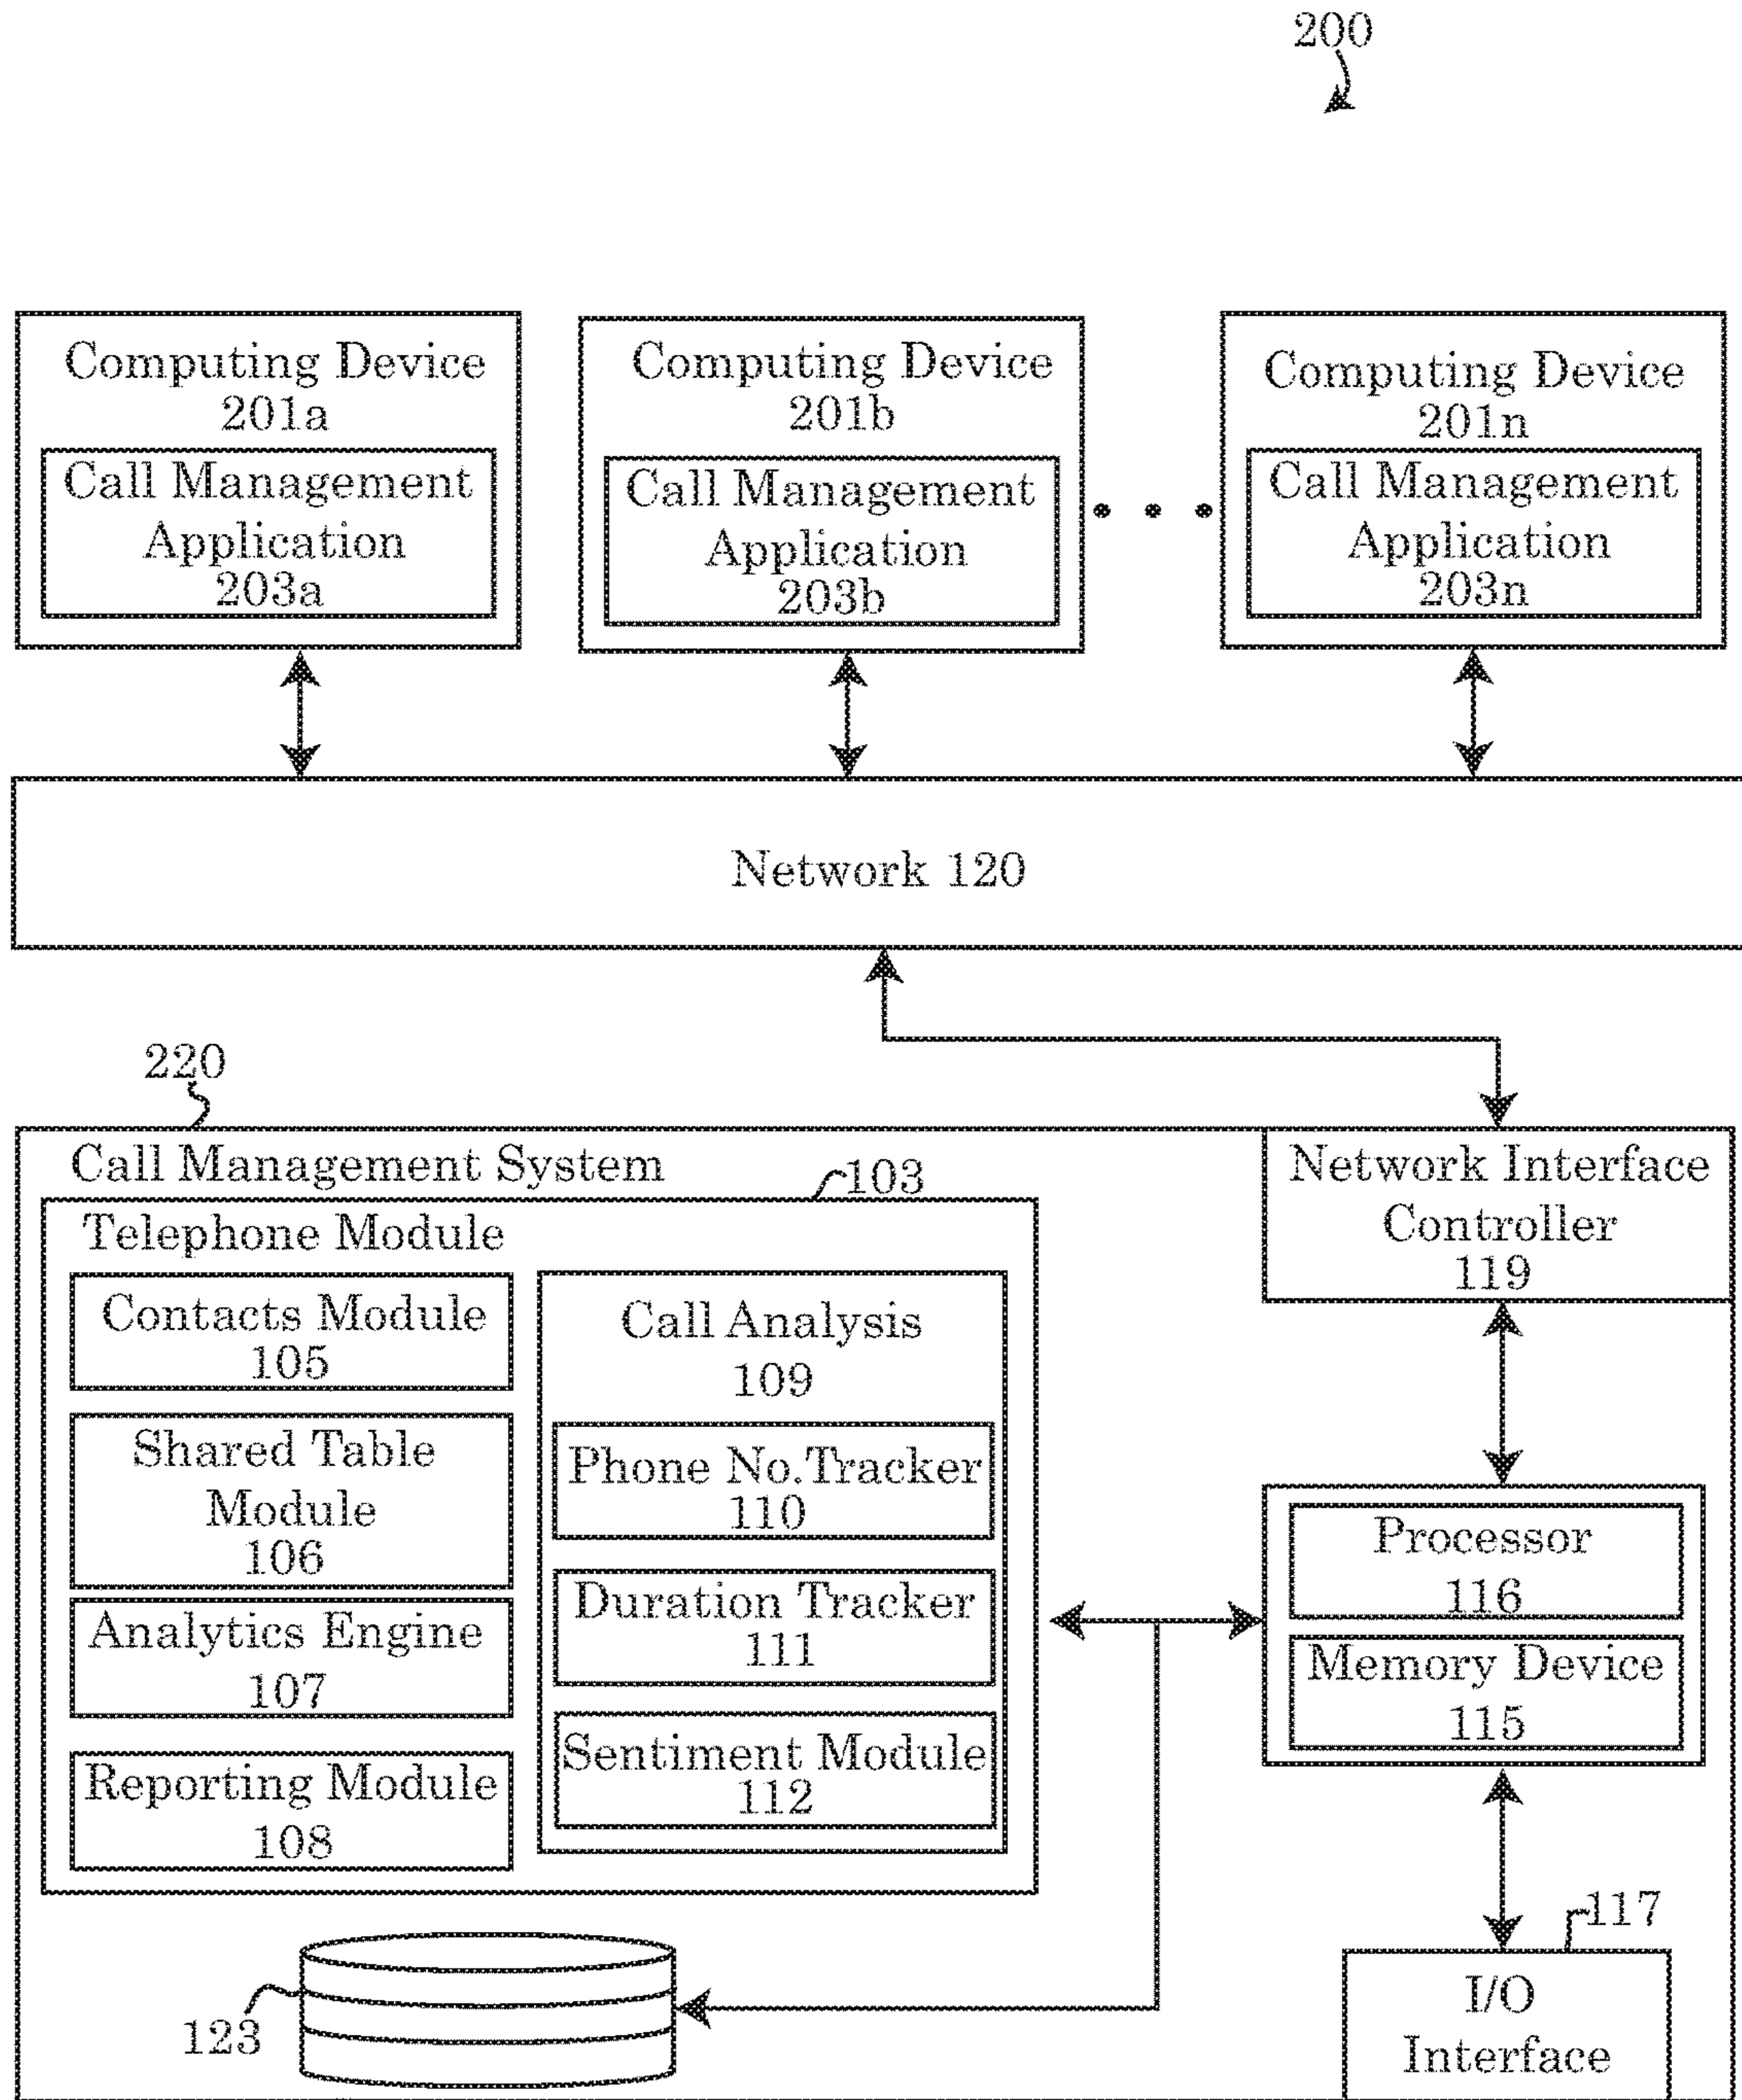 200
Computing Device
201a
Call Management
Application
203a
Computing Device
201b
Call Management
Application
203b
Computing Device
201n
Call Management
Application
203n
Network 120
220
Call Management System
103
Telephone Module
Contacts Module
105
Shared Table
Module
106
Analytics Engine
107
Reporting Module
108
Call Analysis
109
Phone No.Tracker
110
Duration Tracker
111
Sentiment Module
112
Network Interface
Controller
119
Processor
116
Memory Device
115
117
I/O
Interface
123